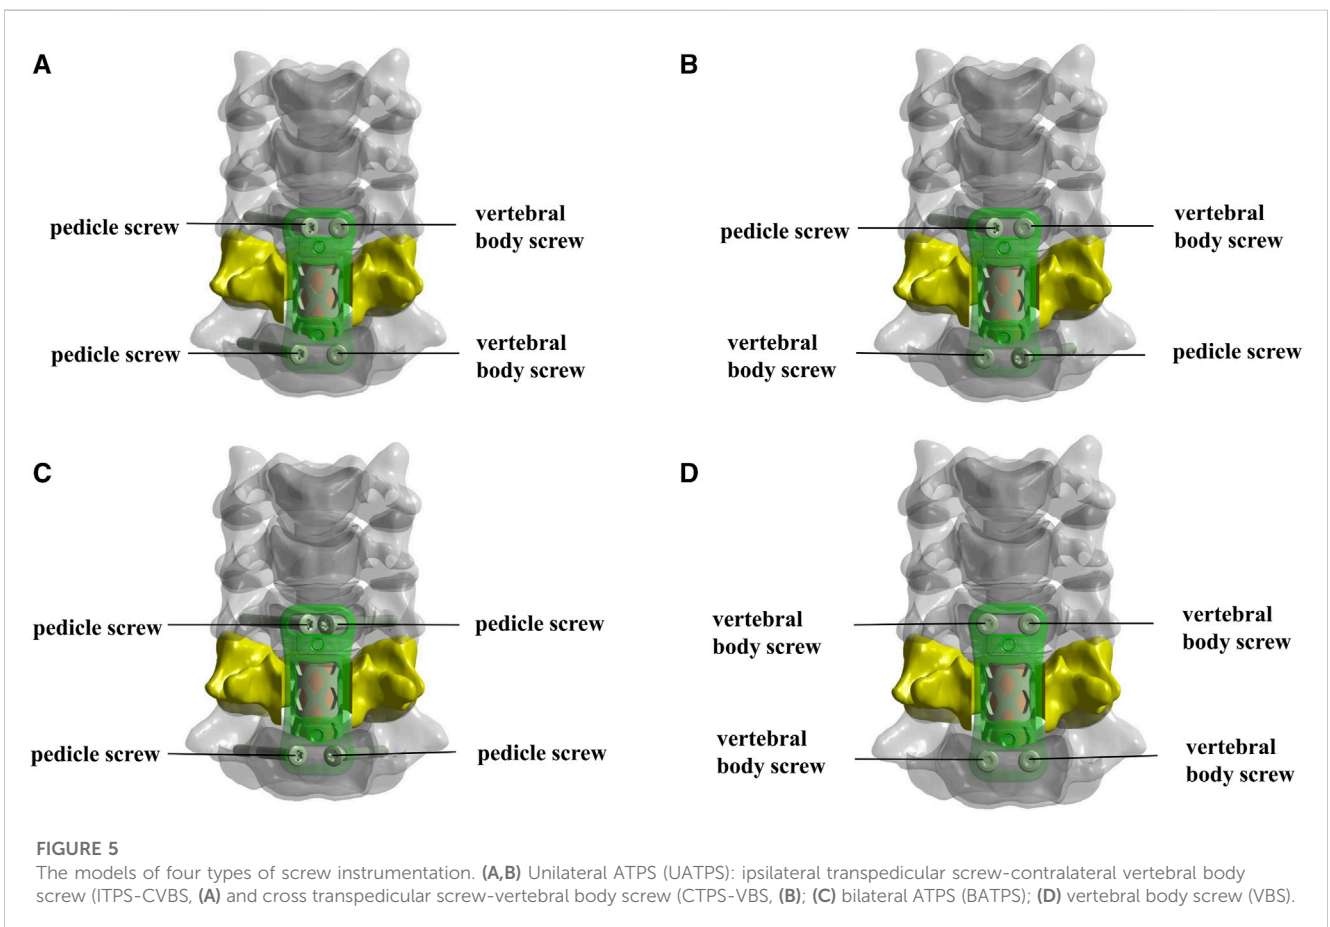 A
pedicle screw
vertebral
body screw
pedicle screw
vertebral
body screw
B
pedicle screw
vertebral
body screw
vertebral
body screw
pedicle screw
C
pedicle screw
pedicle screw
pedicle screw
pedicle screw
D
vertebral
body screw
vertebral
body screw
vertebral
body screw
vertebral
body screw
FIGURE 5
The models of four types of screw instrumentation. (A,B) Unilateral ATPS (UATPS): ipsilateral transpedicular screw-contralateral vertebral body
screw (ITPS-CVBS, (A) and cross transpedicular screw-vertebral body screw (CTPS-VBS, (B); (C) bilateral ATPS (BATPS); (D) vertebral body screw (VBS).